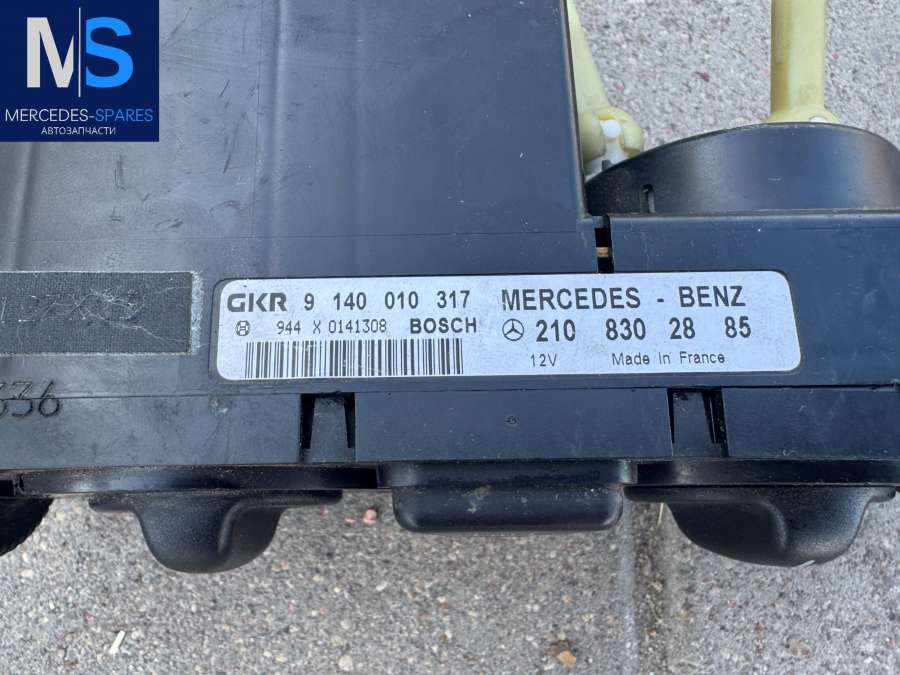 MS
MERCEDES-SPARES
АВТОЗАПЧАСТИ
GKR 9 140 010 317
944 X 0141308 BOSCH
MERCEDES - BENZ
210 830 28 85
12V Made In France
336